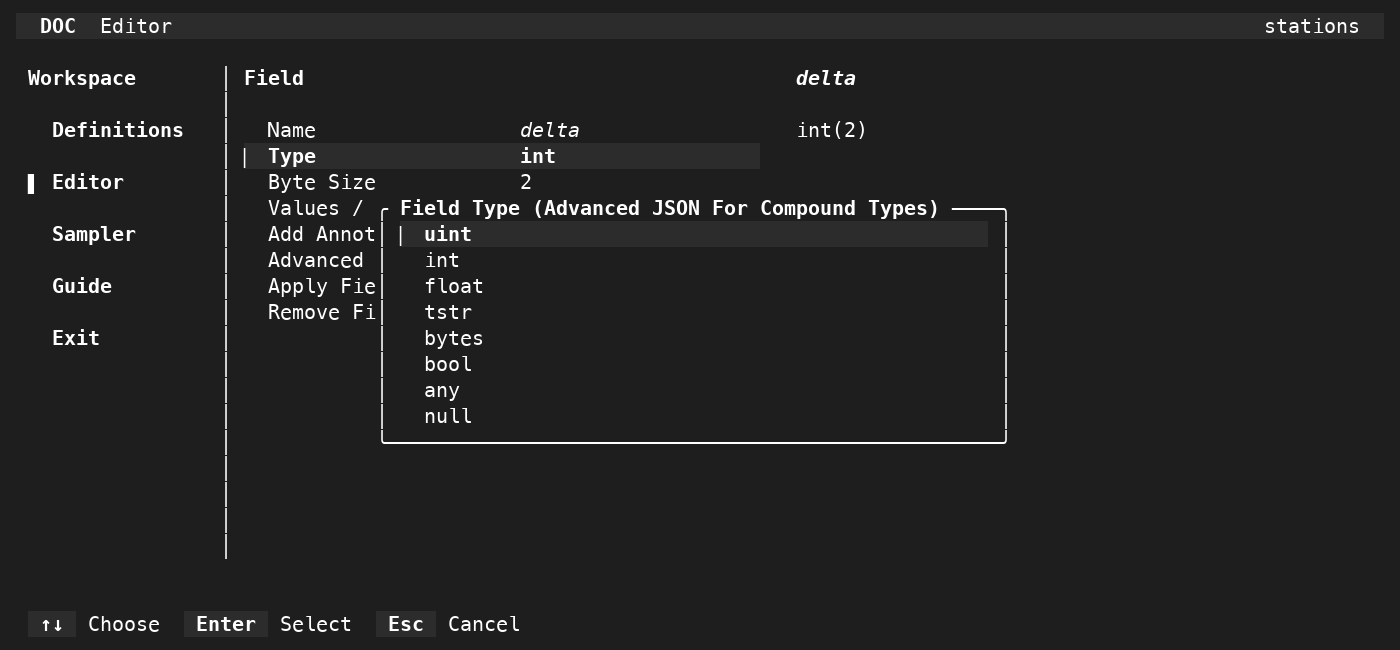 DOC Editor stations
Workspace Field delta
Definitions Name delta int(2)
Type int
Editor Byte Size 2
Values / Field Type (Advanced JSON For Compound Types)
Sampler Add Annot uint
Advanced int
Guide Apply Fie float
Remove Fi tstr
Exit bytes
bool
any
null
↑↓ Choose Enter Select Esc Cancel